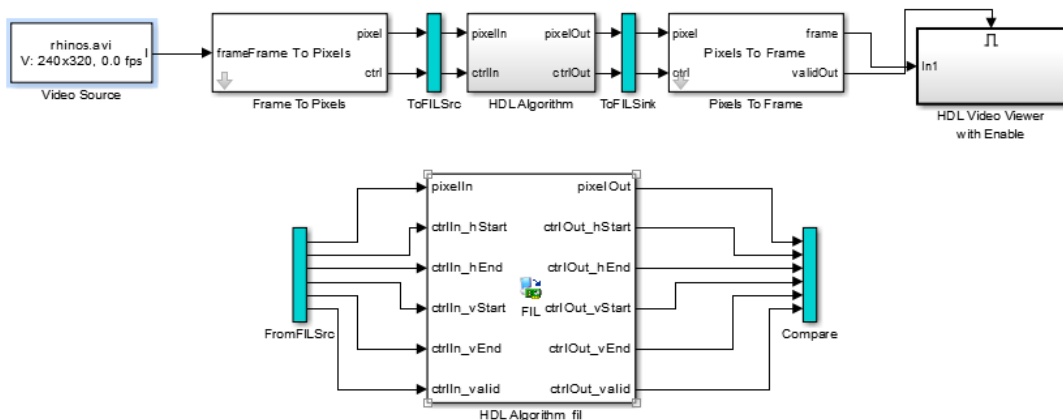 rhinos.avi
V: 240x320, 0.0 fps
I
Video Source
frame
Frame To Pixels
pixel
ctrl
Frame To Pixels
ToFILSrc
pixelIn
ctrlIn
pixelOut
ctrlOut
HDL Algorithm
ToFILSink
pixel
ctrl
Pixels To Frame
frame
validOut
Pixels To Frame
In1
HDL Video Viewer
with Enable
FromFILSrc
pixelIn
ctrlIn_hStart
ctrlIn_hEnd
ctrlIn_vStart
ctrlIn_vEnd
ctrlIn_valid
FIL
pixelOut
ctrlOut_hStart
ctrlOut_hEnd
ctrlOut_vStart
ctrlOut_vEnd
ctrlOut_valid
HDL Algorithm_fil
Compare